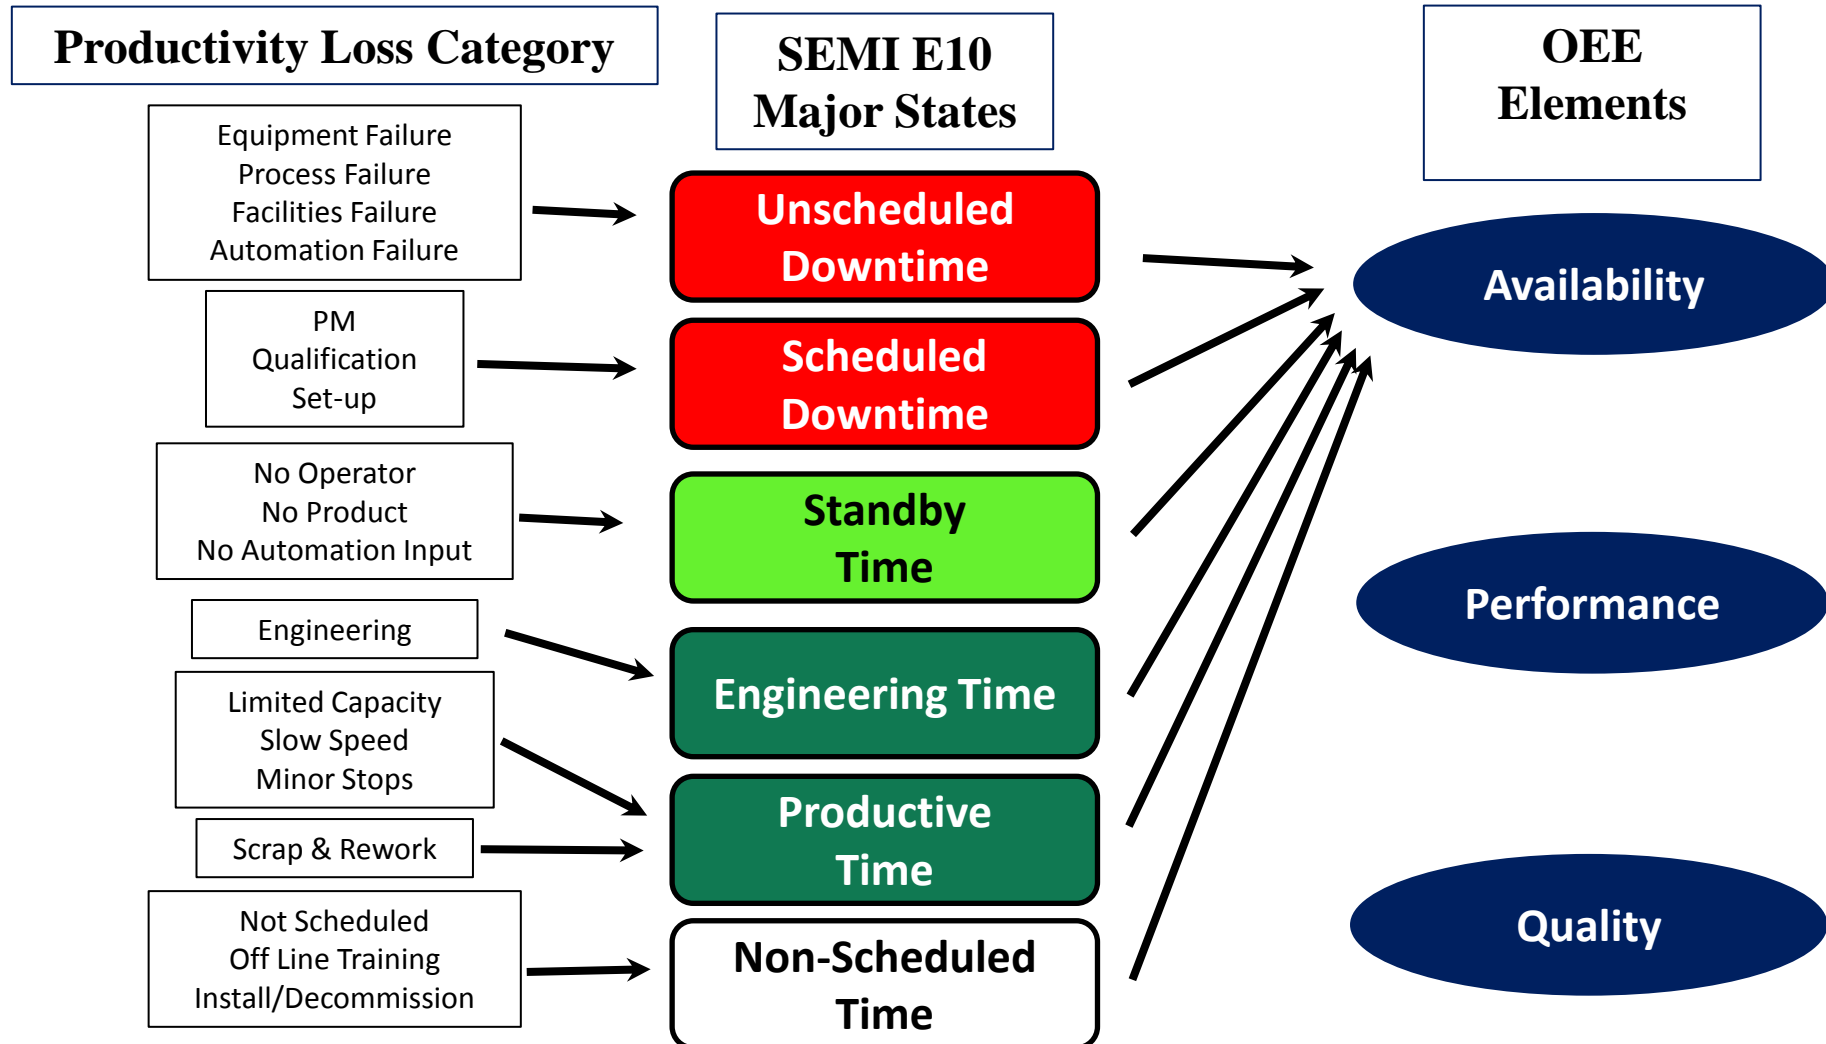 Productivity Loss Category
SEMI E10
Major States
OEE
Elements
Equipment Failure
Process Failure
Facilities Failure
Automation Failure
Unscheduled
Downtime
Availability
PM
Qualification
Set-up
Scheduled
Downtime
No Operator
No Product
No Automation Input
Standby
Time
Performance
Engineering
Engineering Time
Limited Capacity
Slow Speed
Minor Stops
Productive
Time
Scrap & Rework
Quality
Not Scheduled
Off Line Training
Install/Decommission
Non-Scheduled
Time